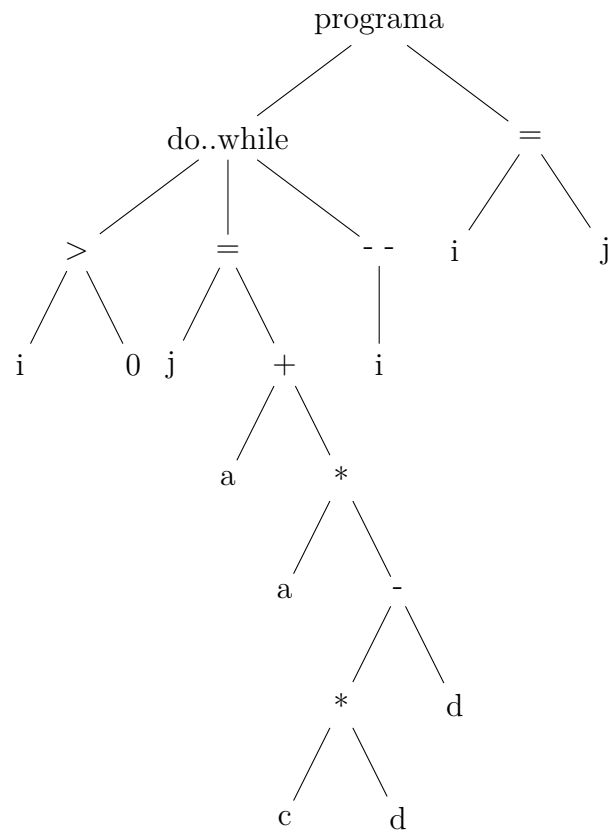 programa
do..while =
> = - - i j
i 0 j + i
a *
a -
* d
c d